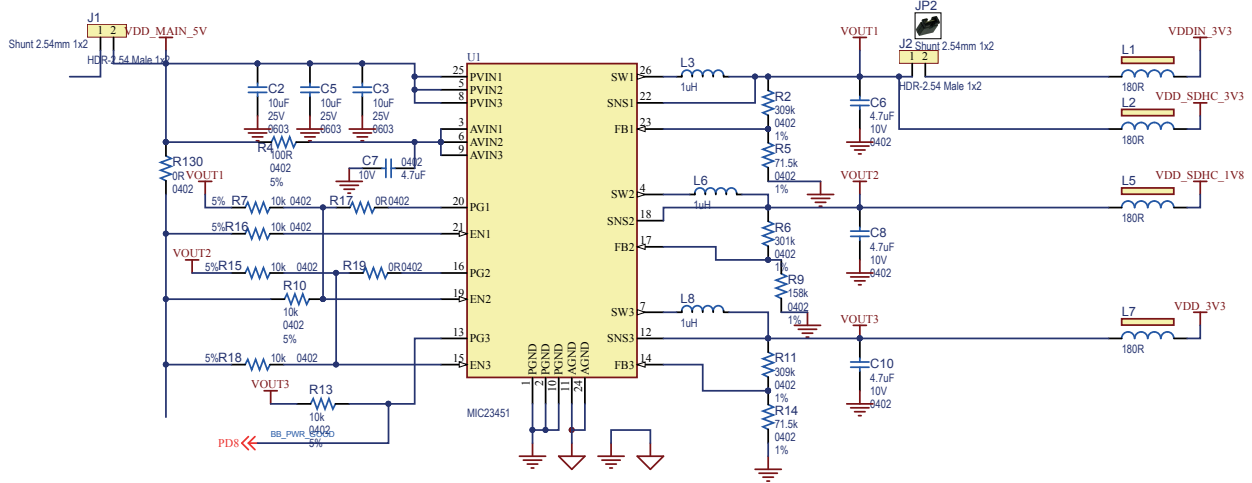 J1
1 2
VDD_MAIN_5V
Shunt 2.54mm 1x2
HDR-2.54 Male 1x2
JP2
VOUT1
J2
Shunt 2.54mm 1x2
1 2
HDR-2.54 Male 1x2
VDDIN_3V3
L1
180R
VDD_SDHC_3V3
L2
180R
C2
10uF
25V
0603
C5
10uF
25V
0603
C3
10uF
25V
0603
U1
25
PVIN1
5
PVIN2
8
PVIN3
3
AVIN1
6
AVIN2
9
AVIN3
20
PG1
21
EN1
16
PG2
19
EN2
13
PG3
15
EN3
SW1
26
SNS1
22
FB1
23
SW2
4
SNS2
18
FB2
17
SW3
7
SNS3
12
FB3
14
PGND
PGND
PGND
AGND
AGND
1
2
10
11
24
MIC23451
L3
1uH
R2
309k
0402
1%
R5
71.5k
0402
1%
C6
4.7uF
10V
0402
R4
100R
0402
5%
C7
10V
0402
4.7uF
R130
0R
0402
VOUT1
5%
R7
10k
0402
R17
0R
0402
5%
R16
10k
0402
VOUT2
5%
R15
10k
0402
R19
0R
0402
R10
10k
0402
5%
5%
R18
10k
0402
VOUT3
R13
10k
0402
5%
BB_PWR_GOOD
PD8
L6
1uH
VOUT2
R6
301k
0402
1%
R9
158k
0402
1%
C8
4.7uF
10V
0402
VDD_SDHC_1V8
L5
180R
L8
1uH
VOUT3
R11
309k
0402
1%
R14
71.5k
0402
1%
C10
4.7uF
10V
0402
VDD_3V3
L7
180R